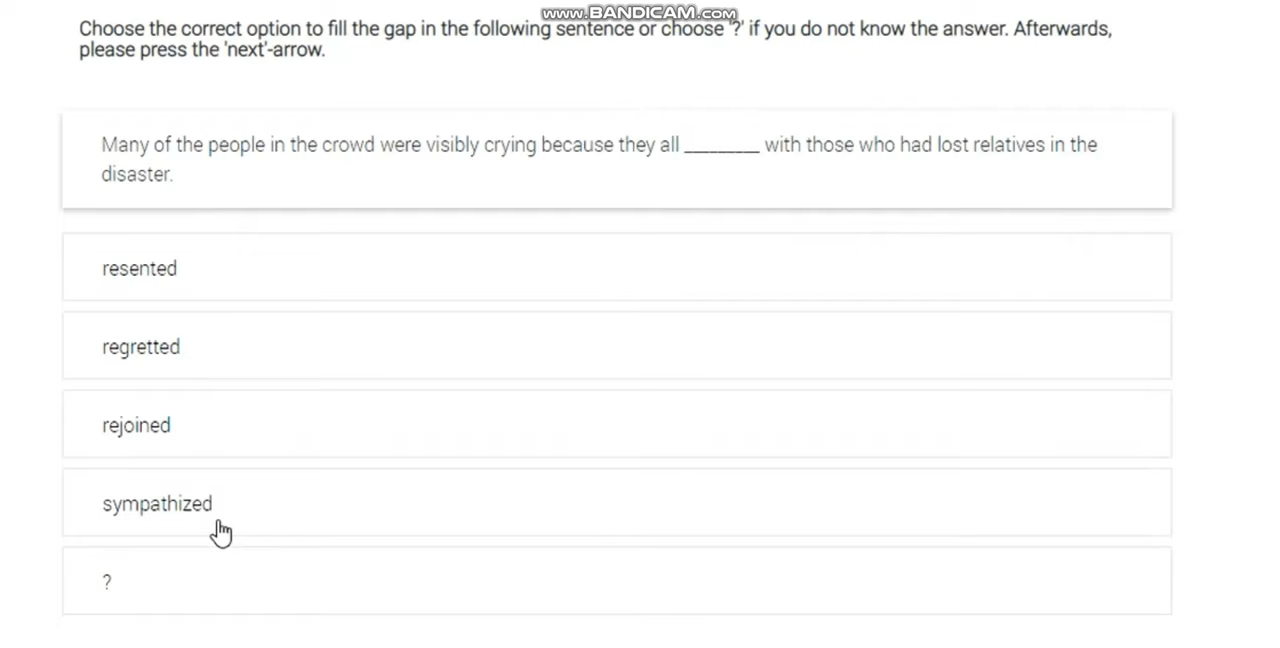 www.BANDICAM.com
Choose the correct option to fill the gap in the following sentence or choose '?' if you do not know the answer. Afterwards,
please press the 'next'-arrow.
Many of the people in the crowd were visibly crying because they all ________ with those who had lost relatives in the
disaster.
resented
regretted
rejoined
sympathized
?